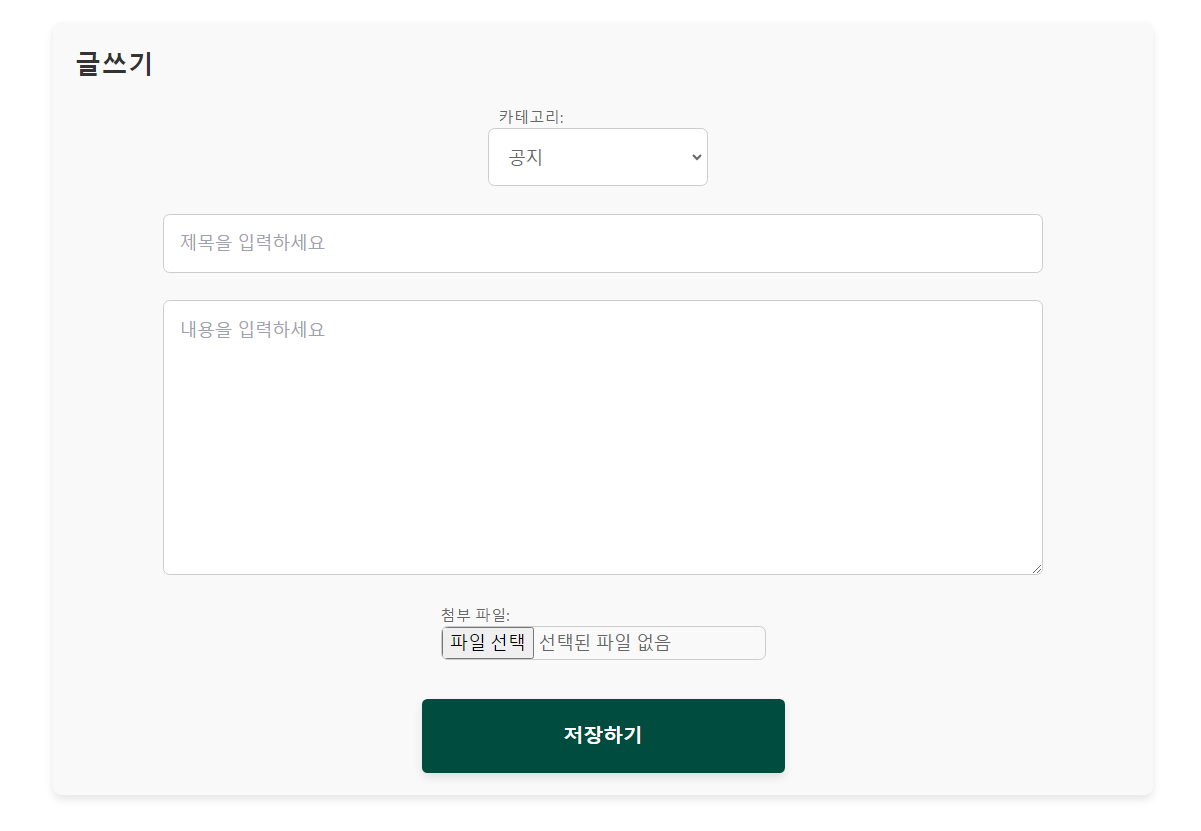 글쓰기
카테고리:
공지
제목을 입력하세요
내용을 입력하세요
첨부 파일:
파일 선택 선택된 파일 없음
저장하기